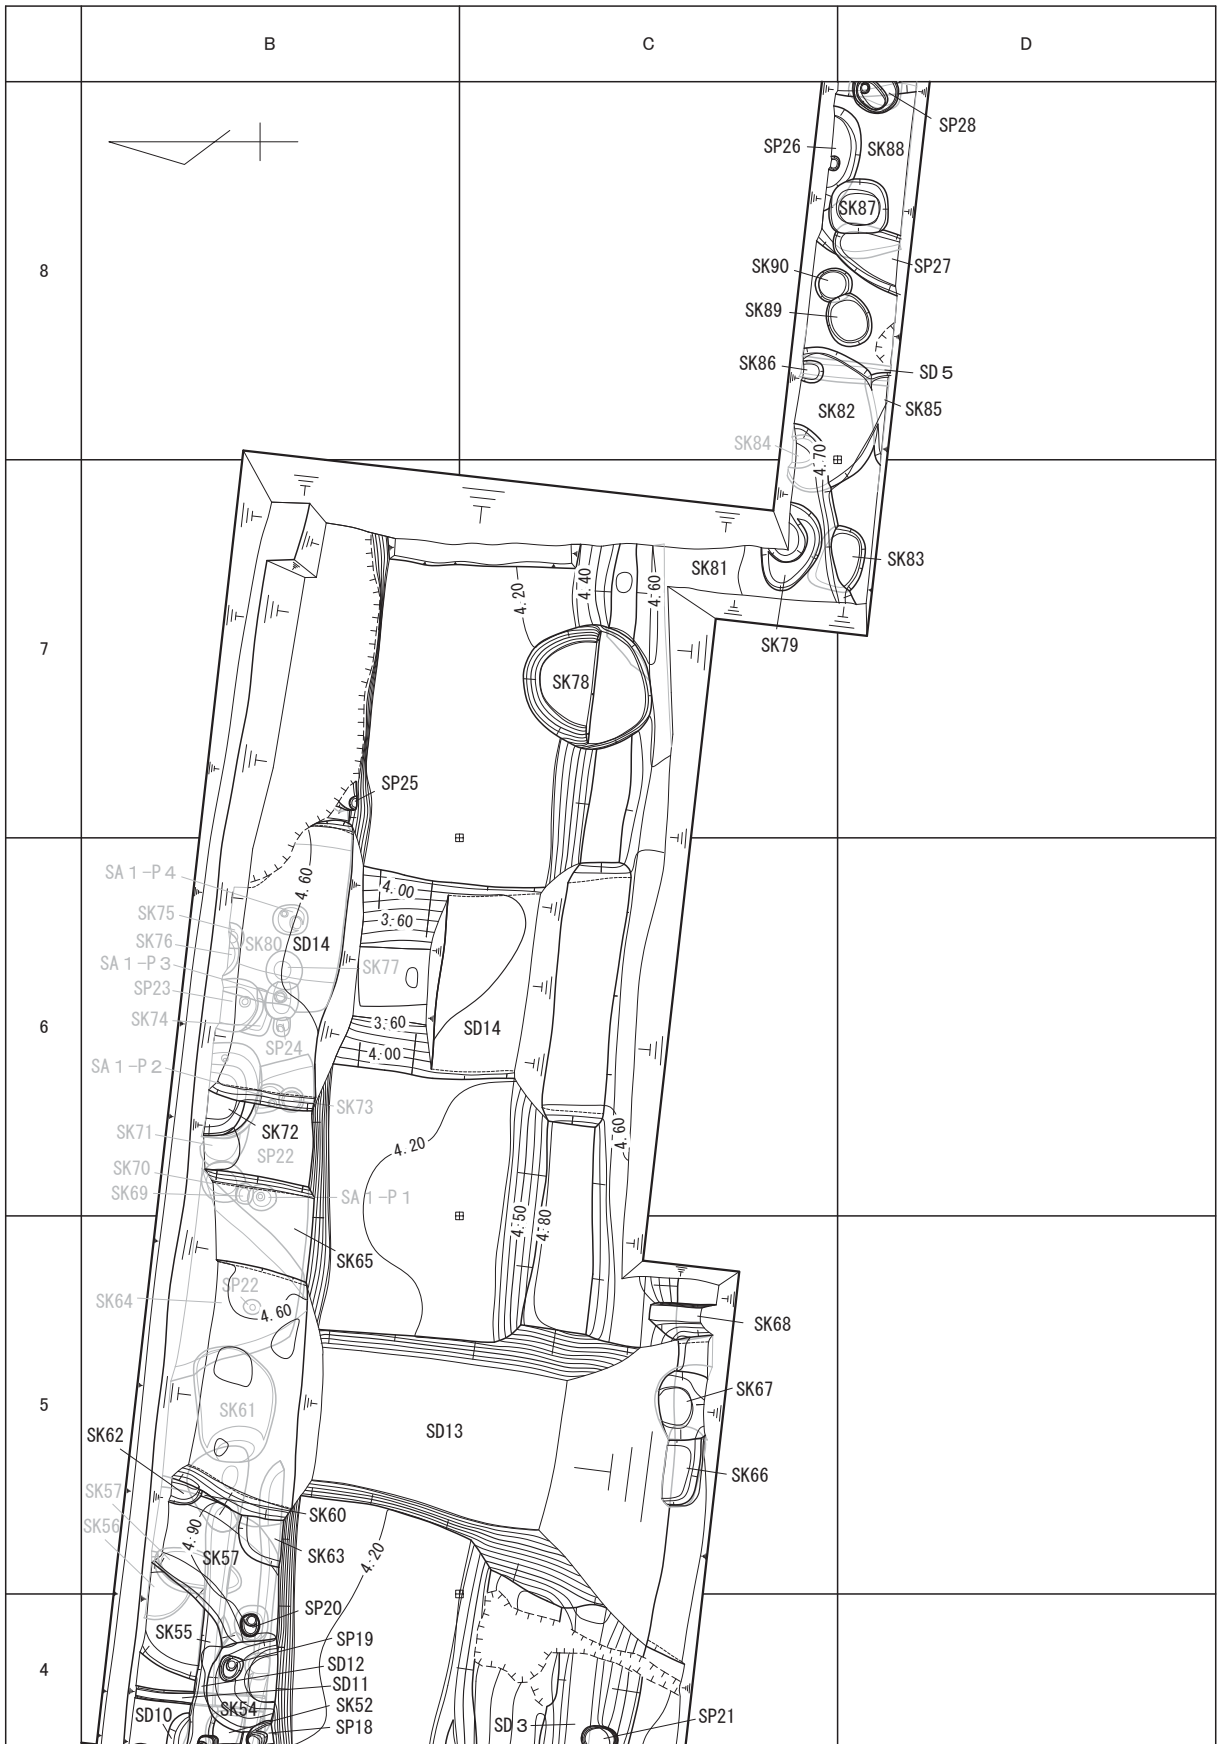 B
C
D
SP28
SP26
SK88
SK87
8
SK90
SP27
SK89
SK86
SD5
SK82
SK85
SK84
4.70
4.20
4.40
4.60
SK81
SK83
SK79
7
SK78
SP25
SA1-P4
4.60
4.00
SK75
3.60
SK76
SK80
SD14
SA1-P3
SK77
SP23
SK74
3.60
SD14
6
SP24
4.00
SA1-P2
SK73
SK71
SK72
4.20
4.60
SP22
SK70
SK69
SA1-P1
4.50
4.80
SK65
SP22
SK64
4.60
SK68
SK67
5
SK61
SD13
SK62
SK66
SK57
SK60
SK56
4.90
SK57
SK63
4.20
SP20
SK55
SP19
4
SD12
SD11
SK54
SK52
SD10
SP18
SD3
SP21